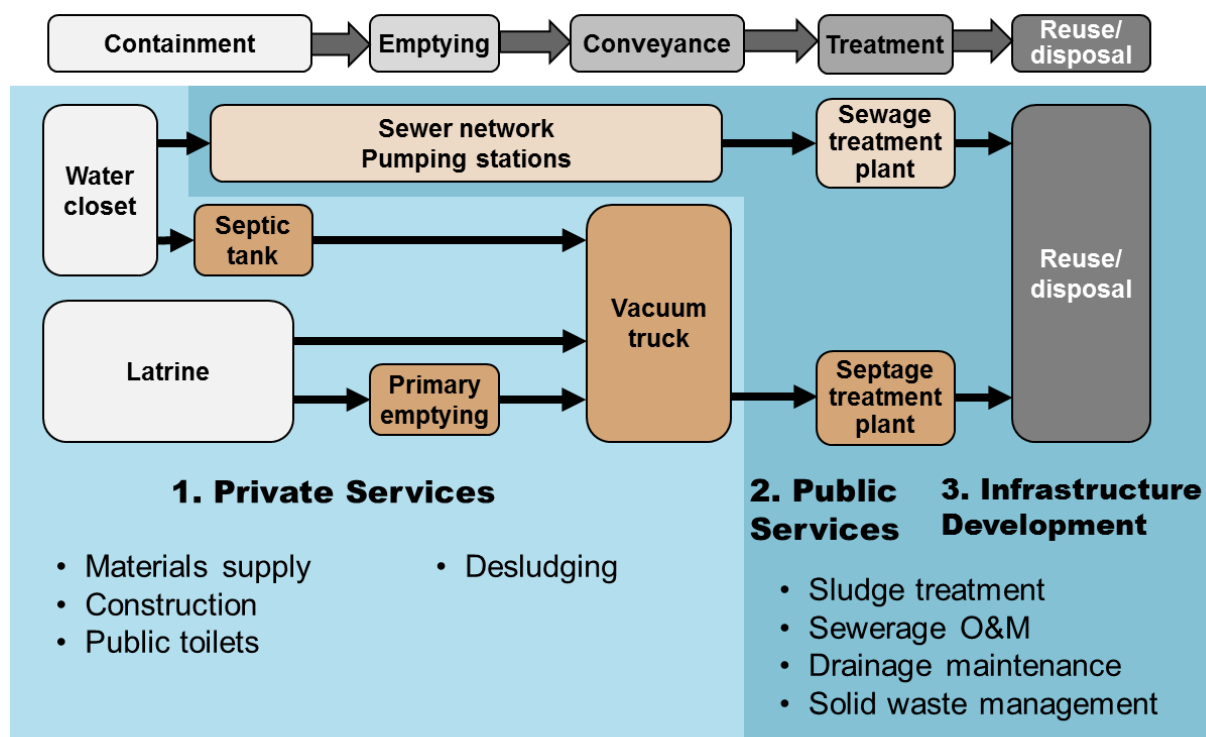 Containment
Emptying
Conveyance
Treatment
Reuse/
disposal
Water
closet
Sewer network
Pumping stations
Sewage
treatment
plant
Septic
tank
Reuse/
disposal
Vacuum
truck
Latrine
Primary
emptying
Septage
treatment
plant
1. Private Services
• Materials supply
• Construction
• Public toilets
• Desludging
2. Public
Services
3. Infrastructure
Development
• Sludge treatment
• Sewerage O&M
• Drainage maintenance
• Solid waste management